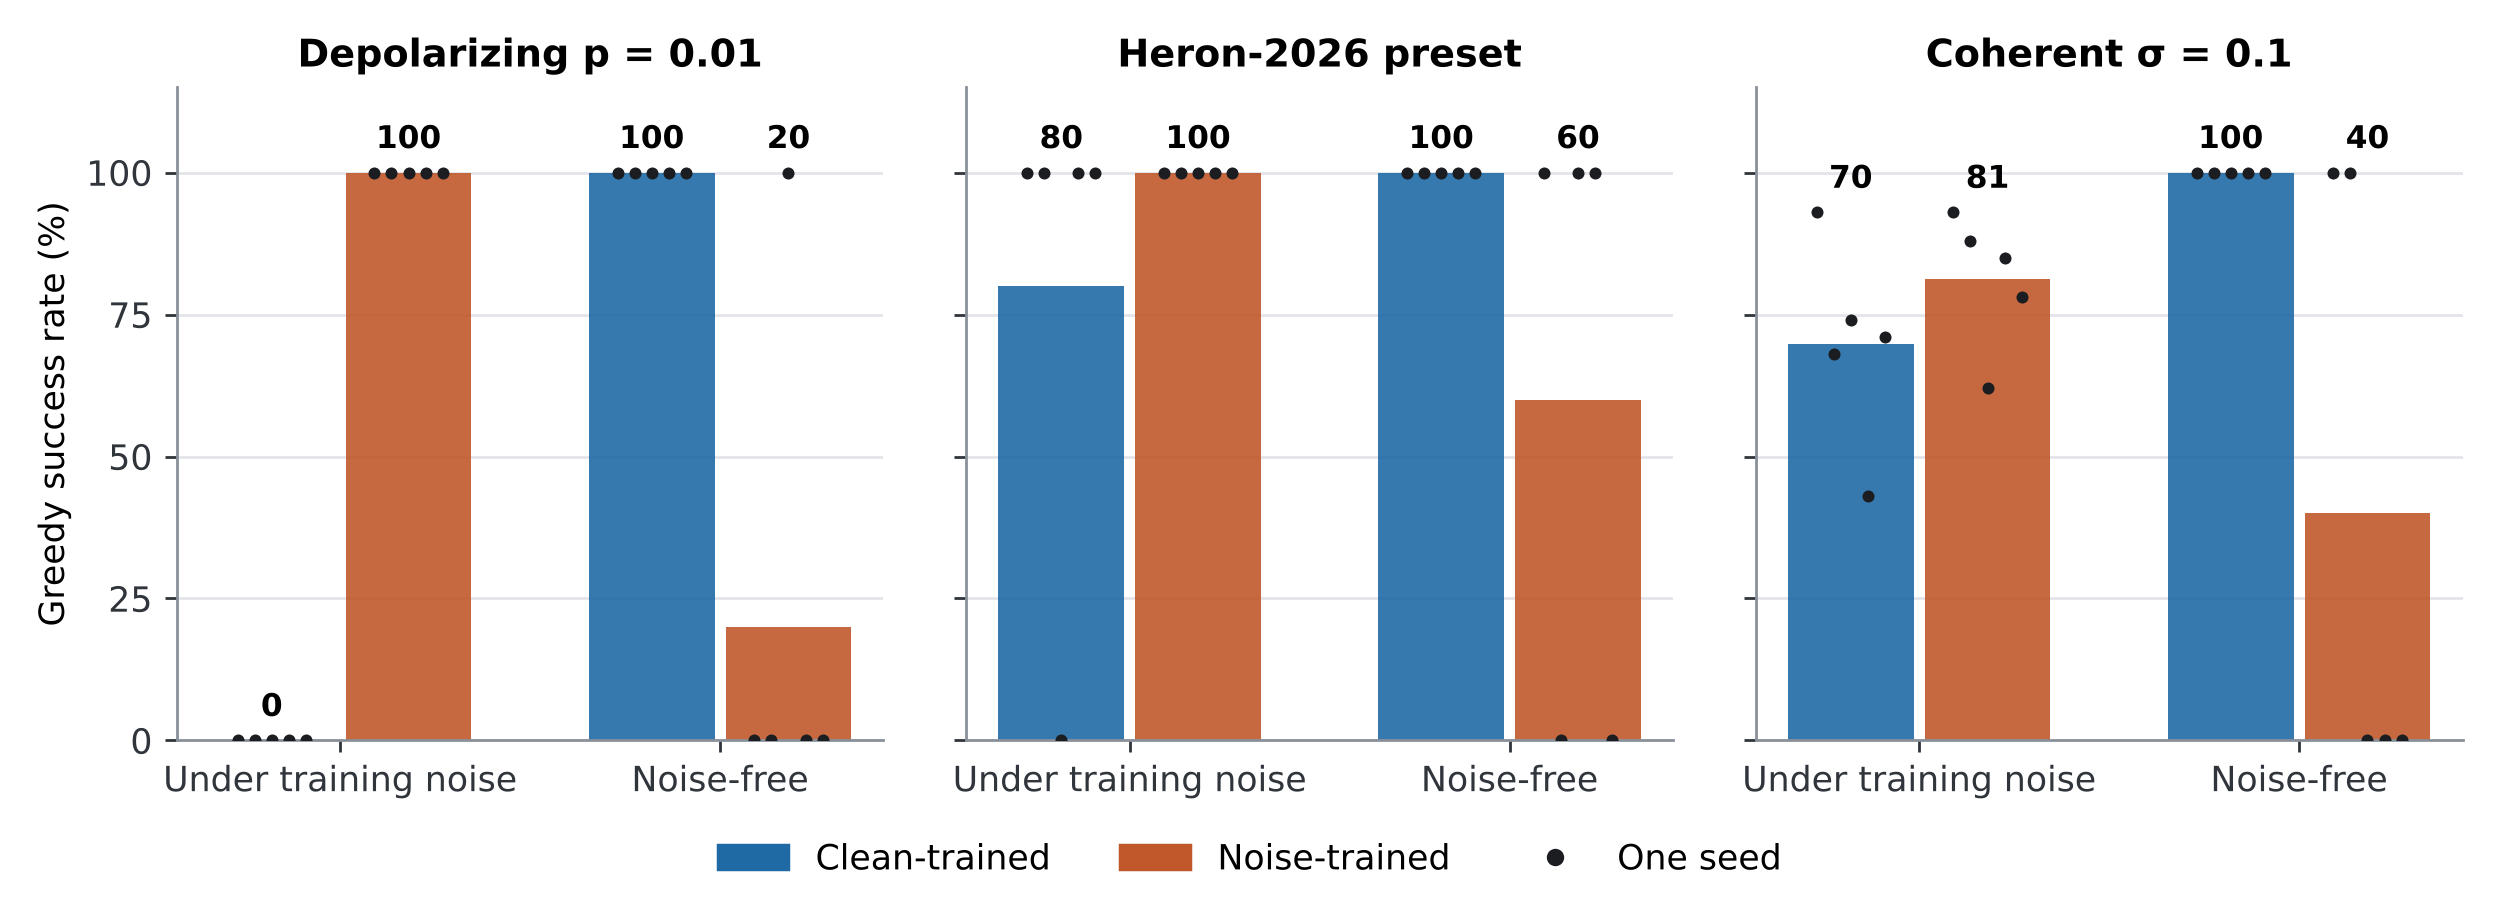 Depolarizing p = 0.01
Heron-2026 preset
Coherent σ = 0.1
Greedy success rate (%)
100
75
50
25
0
0
100
100
20
80
100
100
60
70
81
100
40
Under training noise
Noise-free
Under training noise
Noise-free
Under training noise
Noise-free
Clean-trained
Noise-trained
One seed